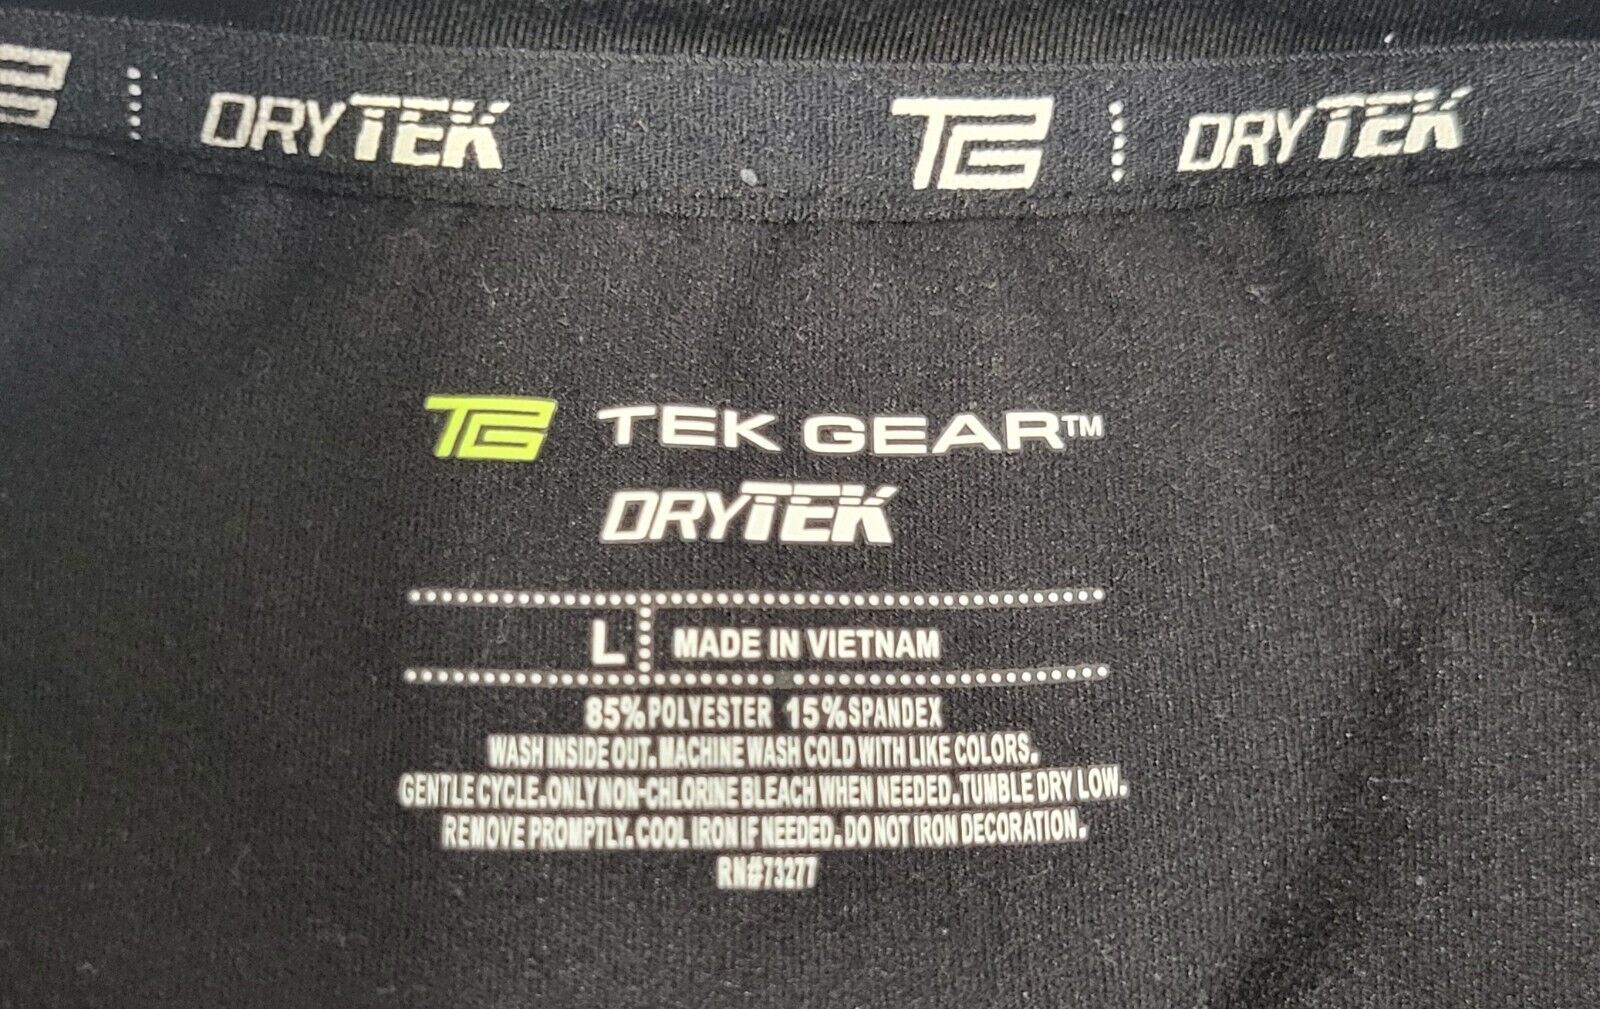 DRYTEK TG DRYTEK
TG TEK GEAR™
DRYTEK
L MADE IN VIETNAM
85% POLYESTER 15% SPANDEX
WASH INSIDE OUT. MACHINE WASH COLD WITH LIKE COLORS.
GENTLE CYCLE. ONLY NON-CHLORINE BLEACH WHEN NEEDED. TUMBLE DRY LOW.
REMOVE PROMPTLY. COOL IRON IF NEEDED. DO NOT IRON DECORATION.
RN#73277